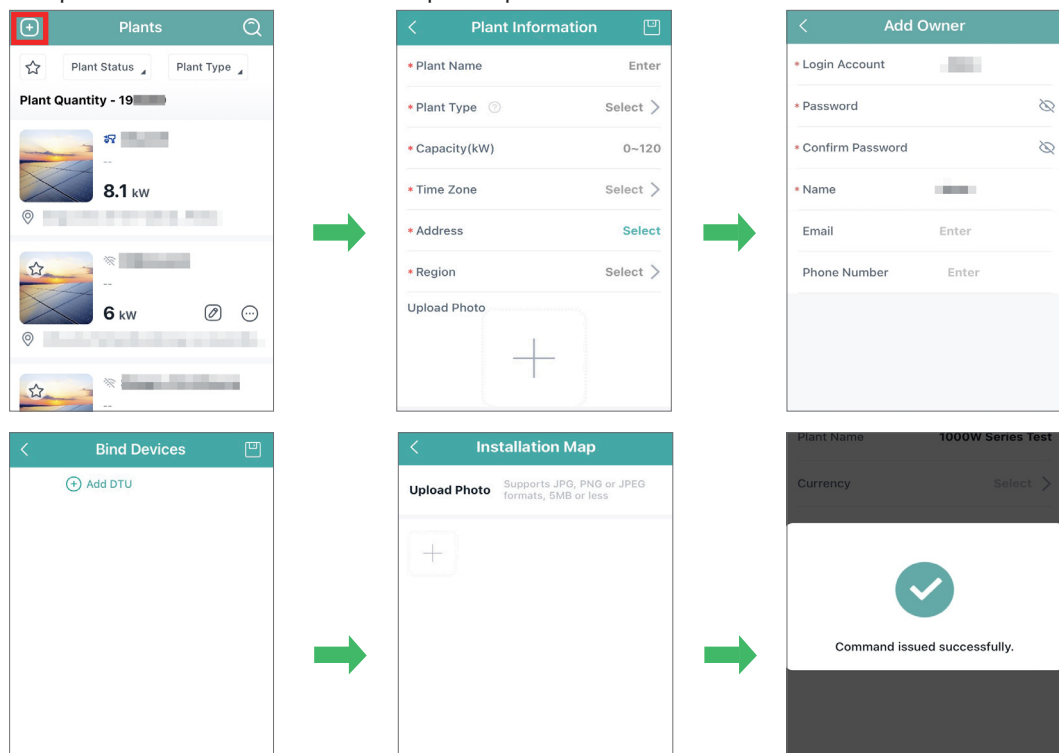 Plants
Plant Status
Plant Type
Plant Quantity - 19
--
8.1 kW
--
6 kW
--
Plant Information
* Plant Name Enter
* Plant Type ? Select >
* Capacity(kW) 0~120
* Time Zone Select >
* Address Select
* Region Select >
Upload Photo
Add Owner
* Login Account
* Password
* Confirm Password
* Name
Email Enter
Phone Number Enter
Bind Devices
Add DTU
Installation Map
Upload Photo Supports JPG, PNG or JPEG
formats, 5MB or less
Plant Name 1000W Series Test
Currency Select >
Command issued successfully.